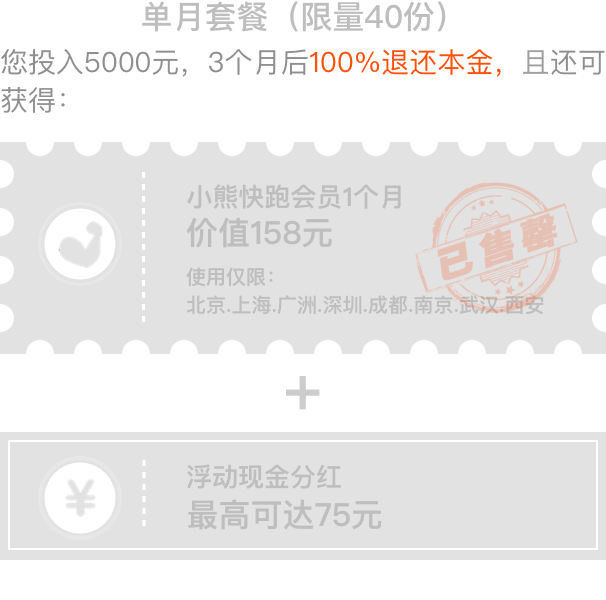 单月套餐（限量40份）
您投入5000元，3个月后100%退还本金，且还可
获得：
小熊快跑会员1个月
价值158元
已售罄
使用仅限：
北京.上海.广洲.深圳.成都.南京.武汉.西安
+
¥
浮动现金分红
最高可达75元